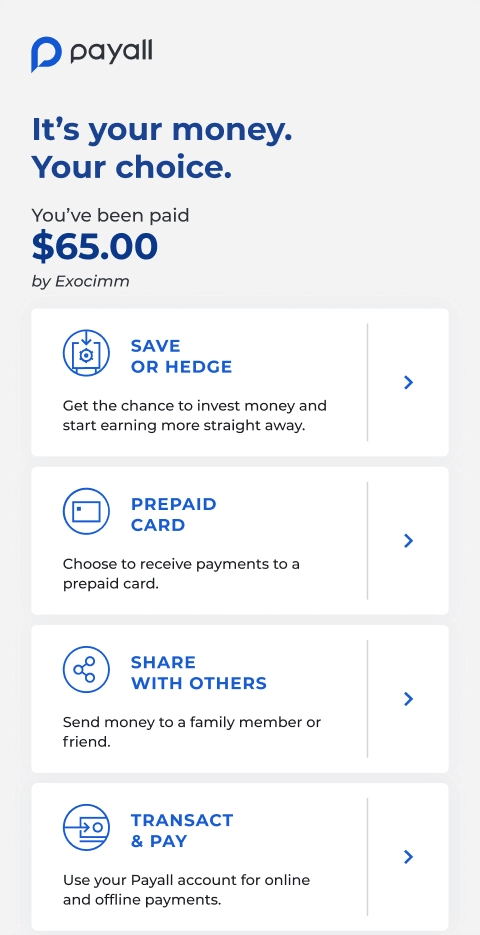 payall
It’s your money.
Your choice.
You’ve been paid
$65.00
by Exocimm
SAVE
OR HEDGE
Get the chance to invest money and
start earning more straight away.
PREPAID
CARD
Choose to receive payments to a
prepaid card.
SHARE
WITH OTHERS
Send money to a family member or
friend.
TRANSACT
& PAY
Use your Payall account for online
and offline payments.